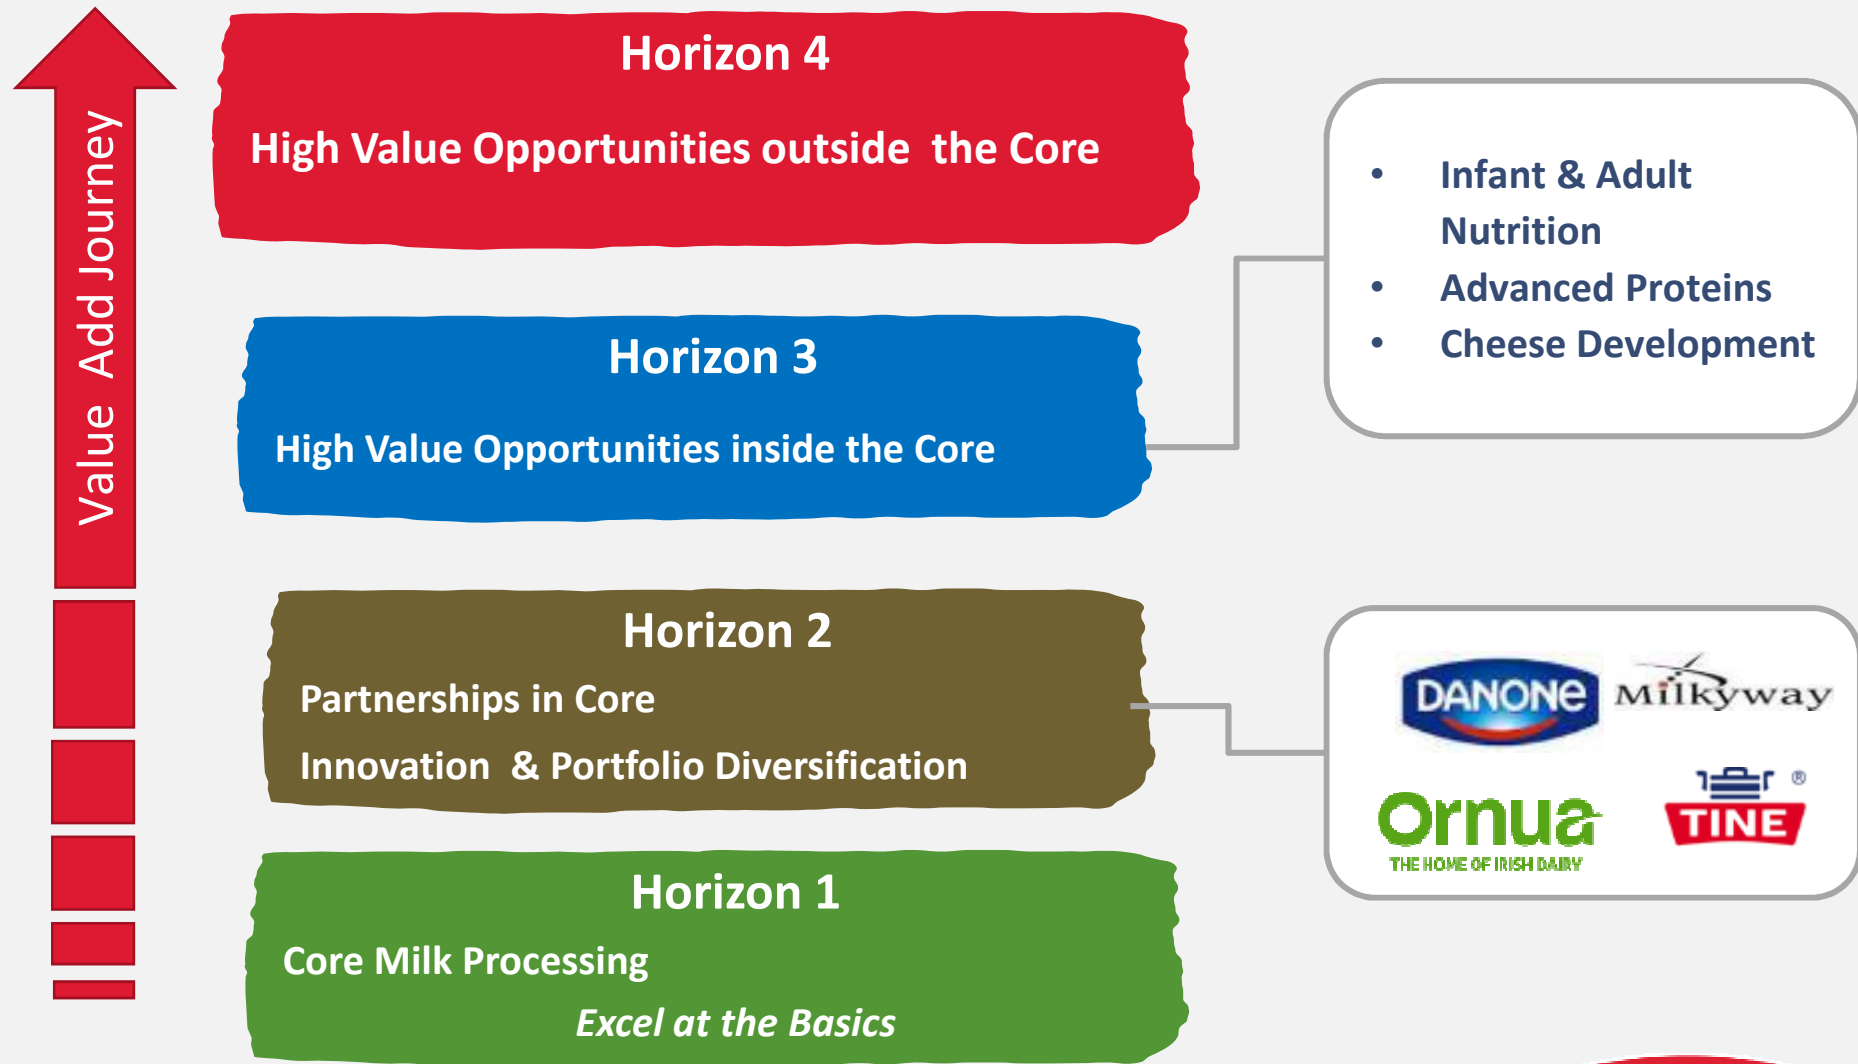 Value Add Journey
Horizon 4
High Value Opportunities outside the Core
Horizon 3
High Value Opportunities inside the Core
• Infant & Adult
Nutrition
• Advanced Proteins
• Cheese Development
Horizon 2
Partnerships in Core
Innovation & Portfolio Diversification
DANONE
Milkyway
Ornua
THE HOME OF IRISH DAIRY
TINE ®
Horizon 1
Core Milk Processing
Excel at the Basics